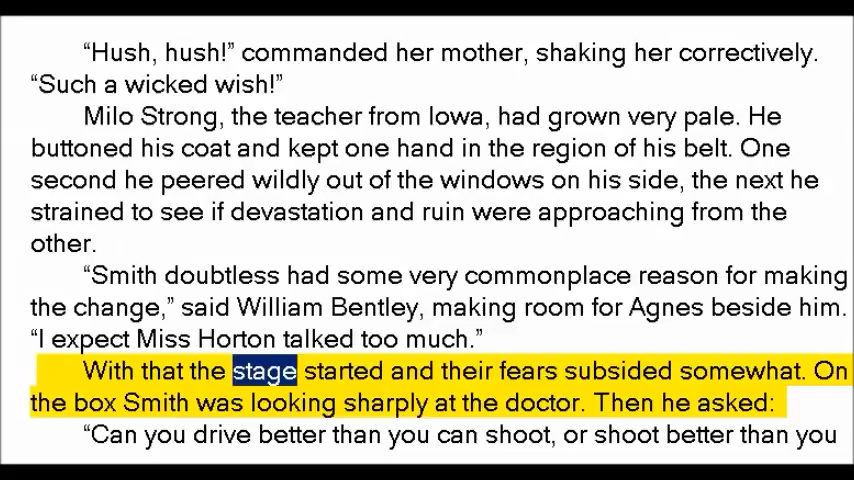 “Hush, hush!” commanded her mother, shaking her correctively.
“Such a wicked wish!”
Milo Strong, the teacher from Iowa, had grown very pale. He
buttoned his coat and kept one hand in the region of his belt. One
second he peered wildly out of the windows on his side, the next he
strained to see if devastation and ruin were approaching from the
other.
“Smith doubtless had some very commonplace reason for making
the change,” said William Bentley, making room for Agnes beside him.
“I expect Miss Horton talked too much.”
With that the stage started and their fears subsided somewhat. On
the box Smith was looking sharply at the doctor. Then he asked:
“Can you drive better than you can shoot, or shoot better than you